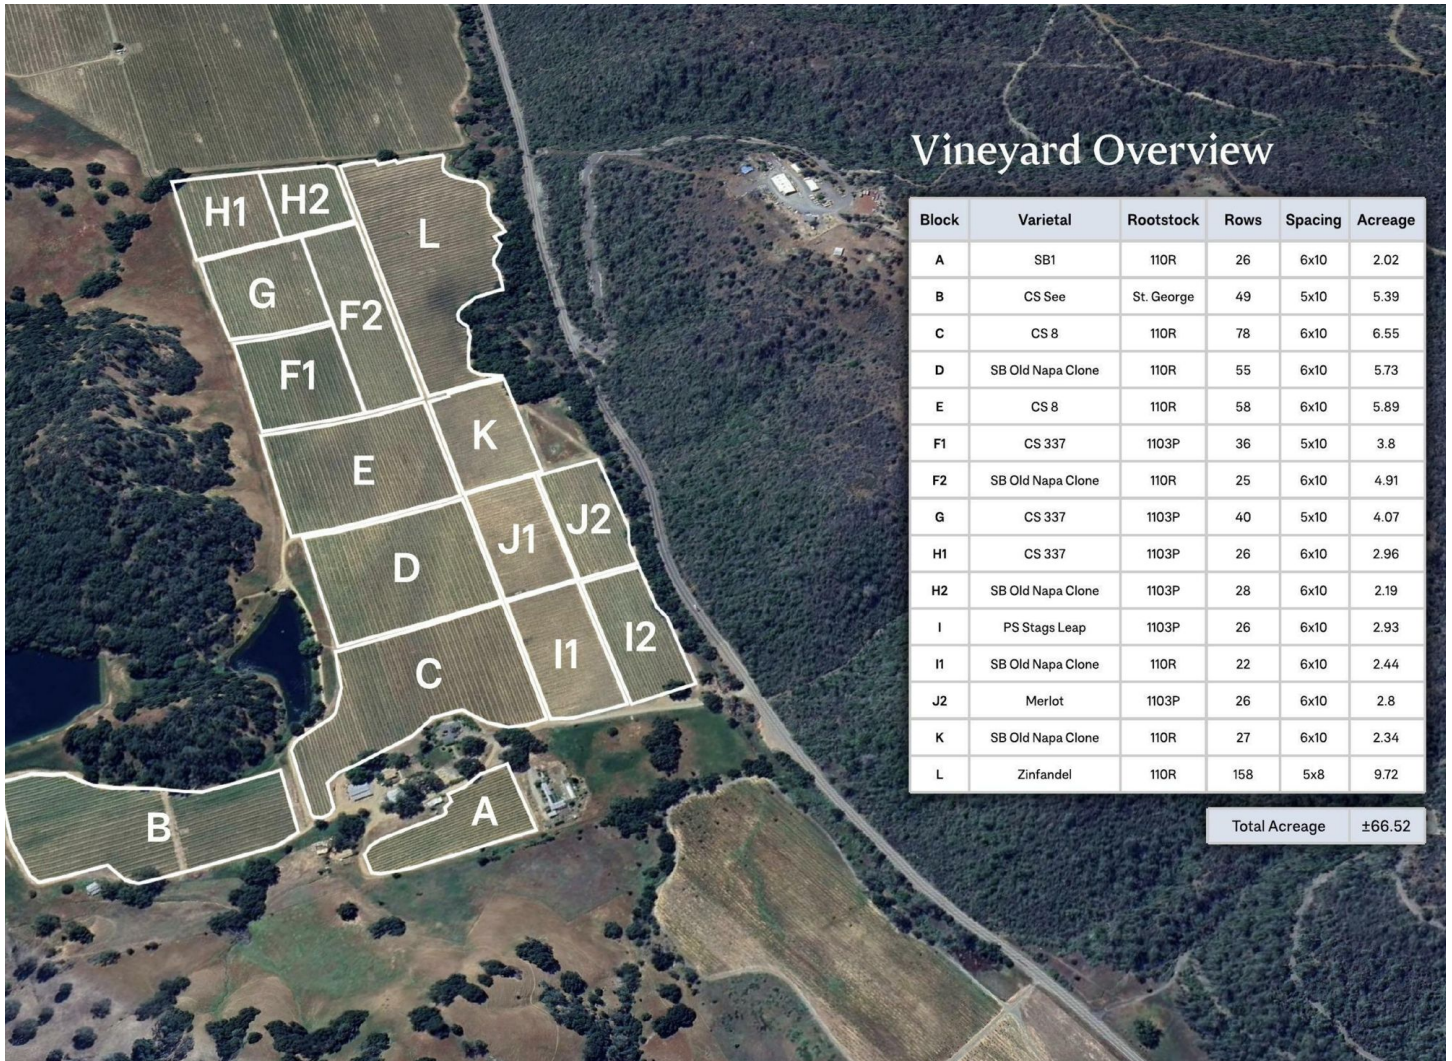 Vineyard Overview
Block Varietal Rootstock Rows Spacing Acreage
A SB1 110R 26 6x10 2.02
B CS See St. George 49 5x10 5.39
C CS 8 110R 78 6x10 6.55
D SB Old Napa Clone 110R 55 6x10 5.73
E CS 8 110R 58 6x10 5.89
F1 CS 337 1103P 36 5x10 3.8
F2 SB Old Napa Clone 110R 25 6x10 4.91
G CS 337 1103P 40 5x10 4.07
H1 CS 337 1103P 26 6x10 2.96
H2 SB Old Napa Clone 1103P 28 6x10 2.19
I PS Stags Leap 1103P 26 6x10 2.93
I1 SB Old Napa Clone 110R 22 6x10 2.44
J2 Merlot 1103P 26 6x10 2.8
K SB Old Napa Clone 110R 27 6x10 2.34
L Zinfandel 110R 158 5x8 9.72
Total Acreage ±66.52
H1 H2 L
G F2
F1
E K
D J1 J2
C I1 I2
B A